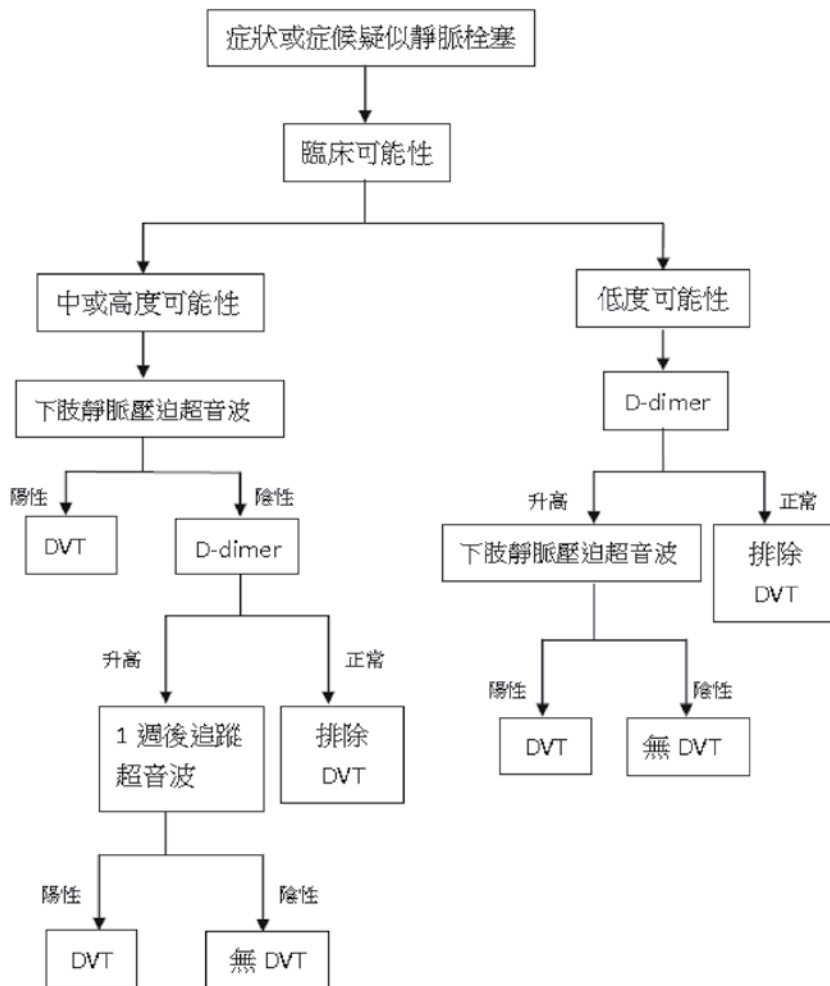 症狀或症候疑似靜脈栓塞
臨床可能性
中或高度可能性
低度可能性
下肢靜脈壓迫超音波
D-dimer
陽性
陰性
升高
正常
DVT
D-dimer
下肢靜脈壓迫超音波
排除
DVT
升高
正常
陽性
陰性
1 週後追蹤
超音波
排除
DVT
DVT
無 DVT
陽性
陰性
DVT
無 DVT